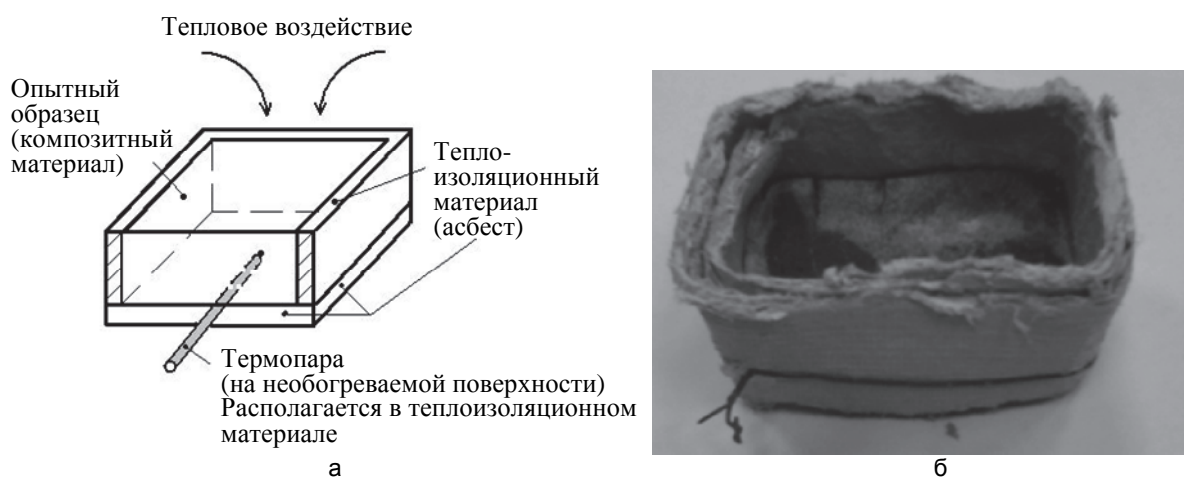 Тепловое воздействие
Опытный
образец
(композитный
материал)
Тепло-
изоляционный
материал
(асбест)
Термопара
(на необогреваемой поверхности)
Располагается в теплоизоляционном
материале
а
б